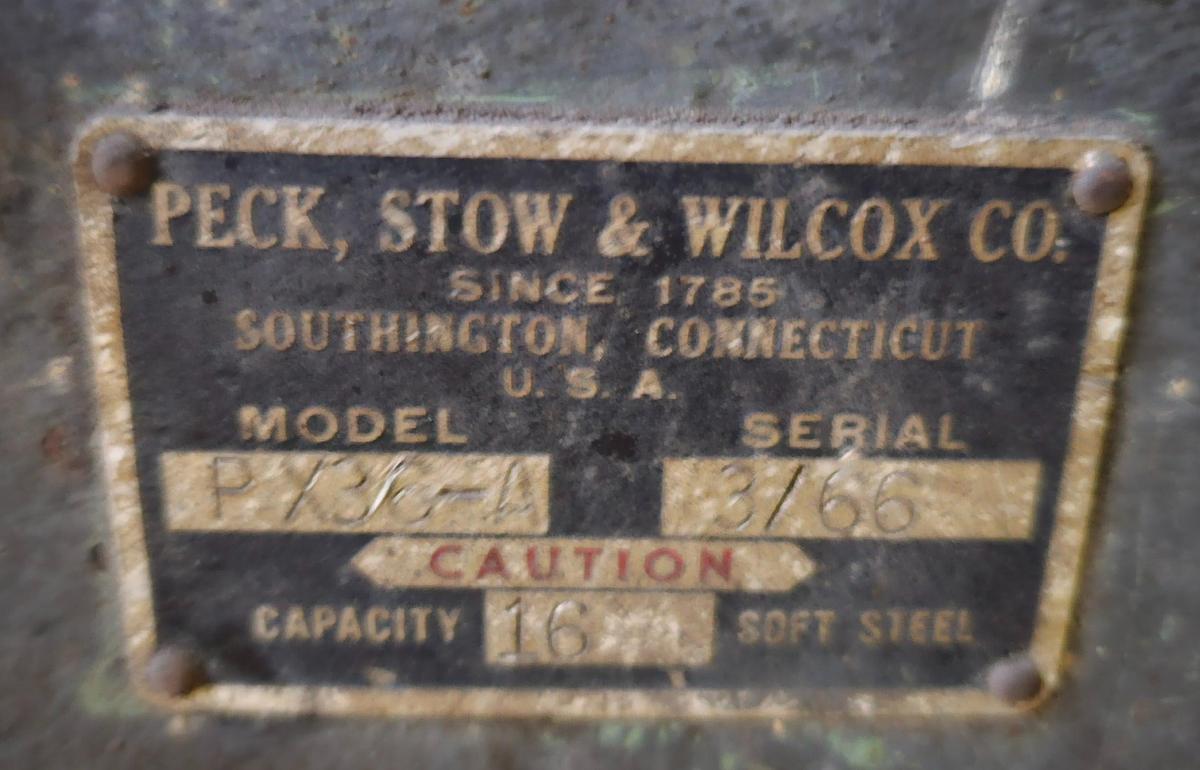 PECK, STOW & WILCOX CO.
SINCE 1785
SOUTHINGTON, CONNECTICUT
U. S. A.
MODEL SERIAL
3/66
CAUTION
CAPACITY 16 SOFT STEEL